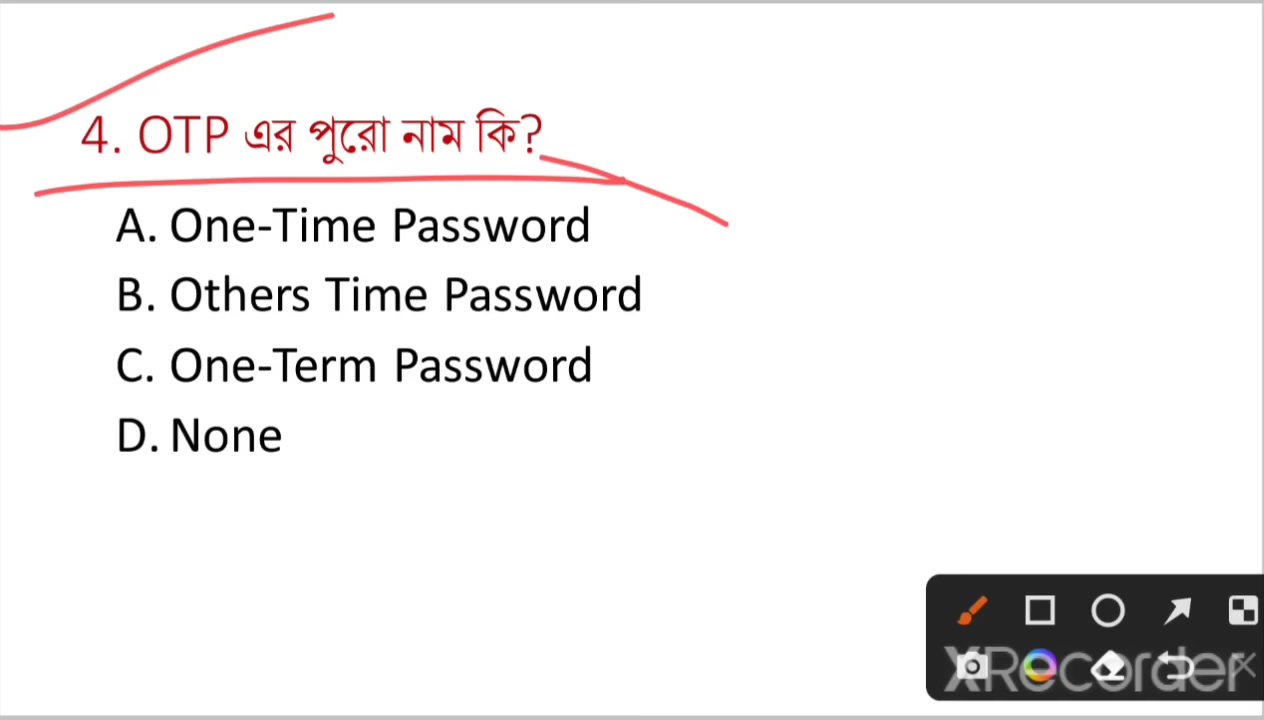 4. OTP এর পুরো নাম কি?
A. One-Time Password
B. Others Time Password
C. One-Term Password
D. None
XRecorder